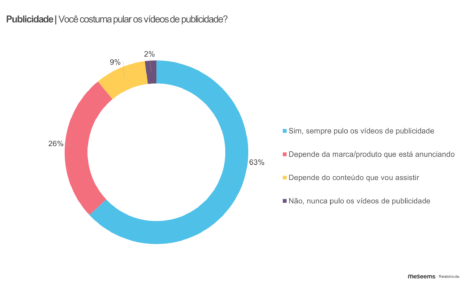 Publicidade | Você costuma pular os vídeos de publicidade?
2%
9%
26%
63%
Sim, sempre pulo os vídeos de publicidade
Depende da marca/produto que está anunciando
Depende do conteúdo que vou assistir
Não, nunca pulo os vídeos de publicidade
meseems